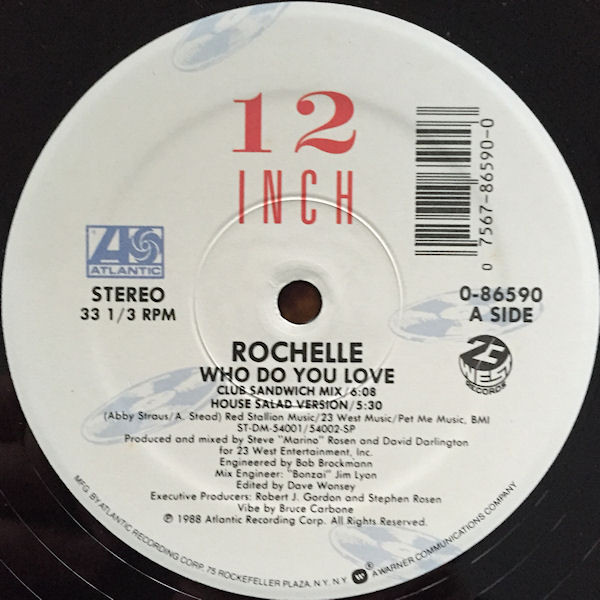 12
INCH
0 7567-86590-0
ATLANTIC
STEREO
33 1/3 RPM
0-86590
A SIDE
23
WEST
RECORDS
ROCHELLE
WHO DO YOU LOVE
CLUB SANDWICH MIX/6:08
HOUSE SALAD VERSION/5:30
(Abby Straus/A. Stead) Red Stallion Music/23 West Music/Pet Me Music, BMI
ST-DM-54001/54002-SP
Produced and mixed by Steve "Marino" Rosen and David Darlington
for 23 West Entertainment, Inc.
Engineered by Bob Brockmann
Mix Engineer: "Bonzai" Jim Lyon
Edited by Dave Wonsey
Executive Producers: Robert J. Gordon and Stephen Rosen
Vibe by Bruce Carbone
℗ 1988 Atlantic Recording Corp. All Rights Reserved.
MFG. BY ATLANTIC RECORDING CORP. 75 ROCKEFELLER PLAZA, N.Y. N.Y. ® A WARNER COMMUNICATIONS COMPANY